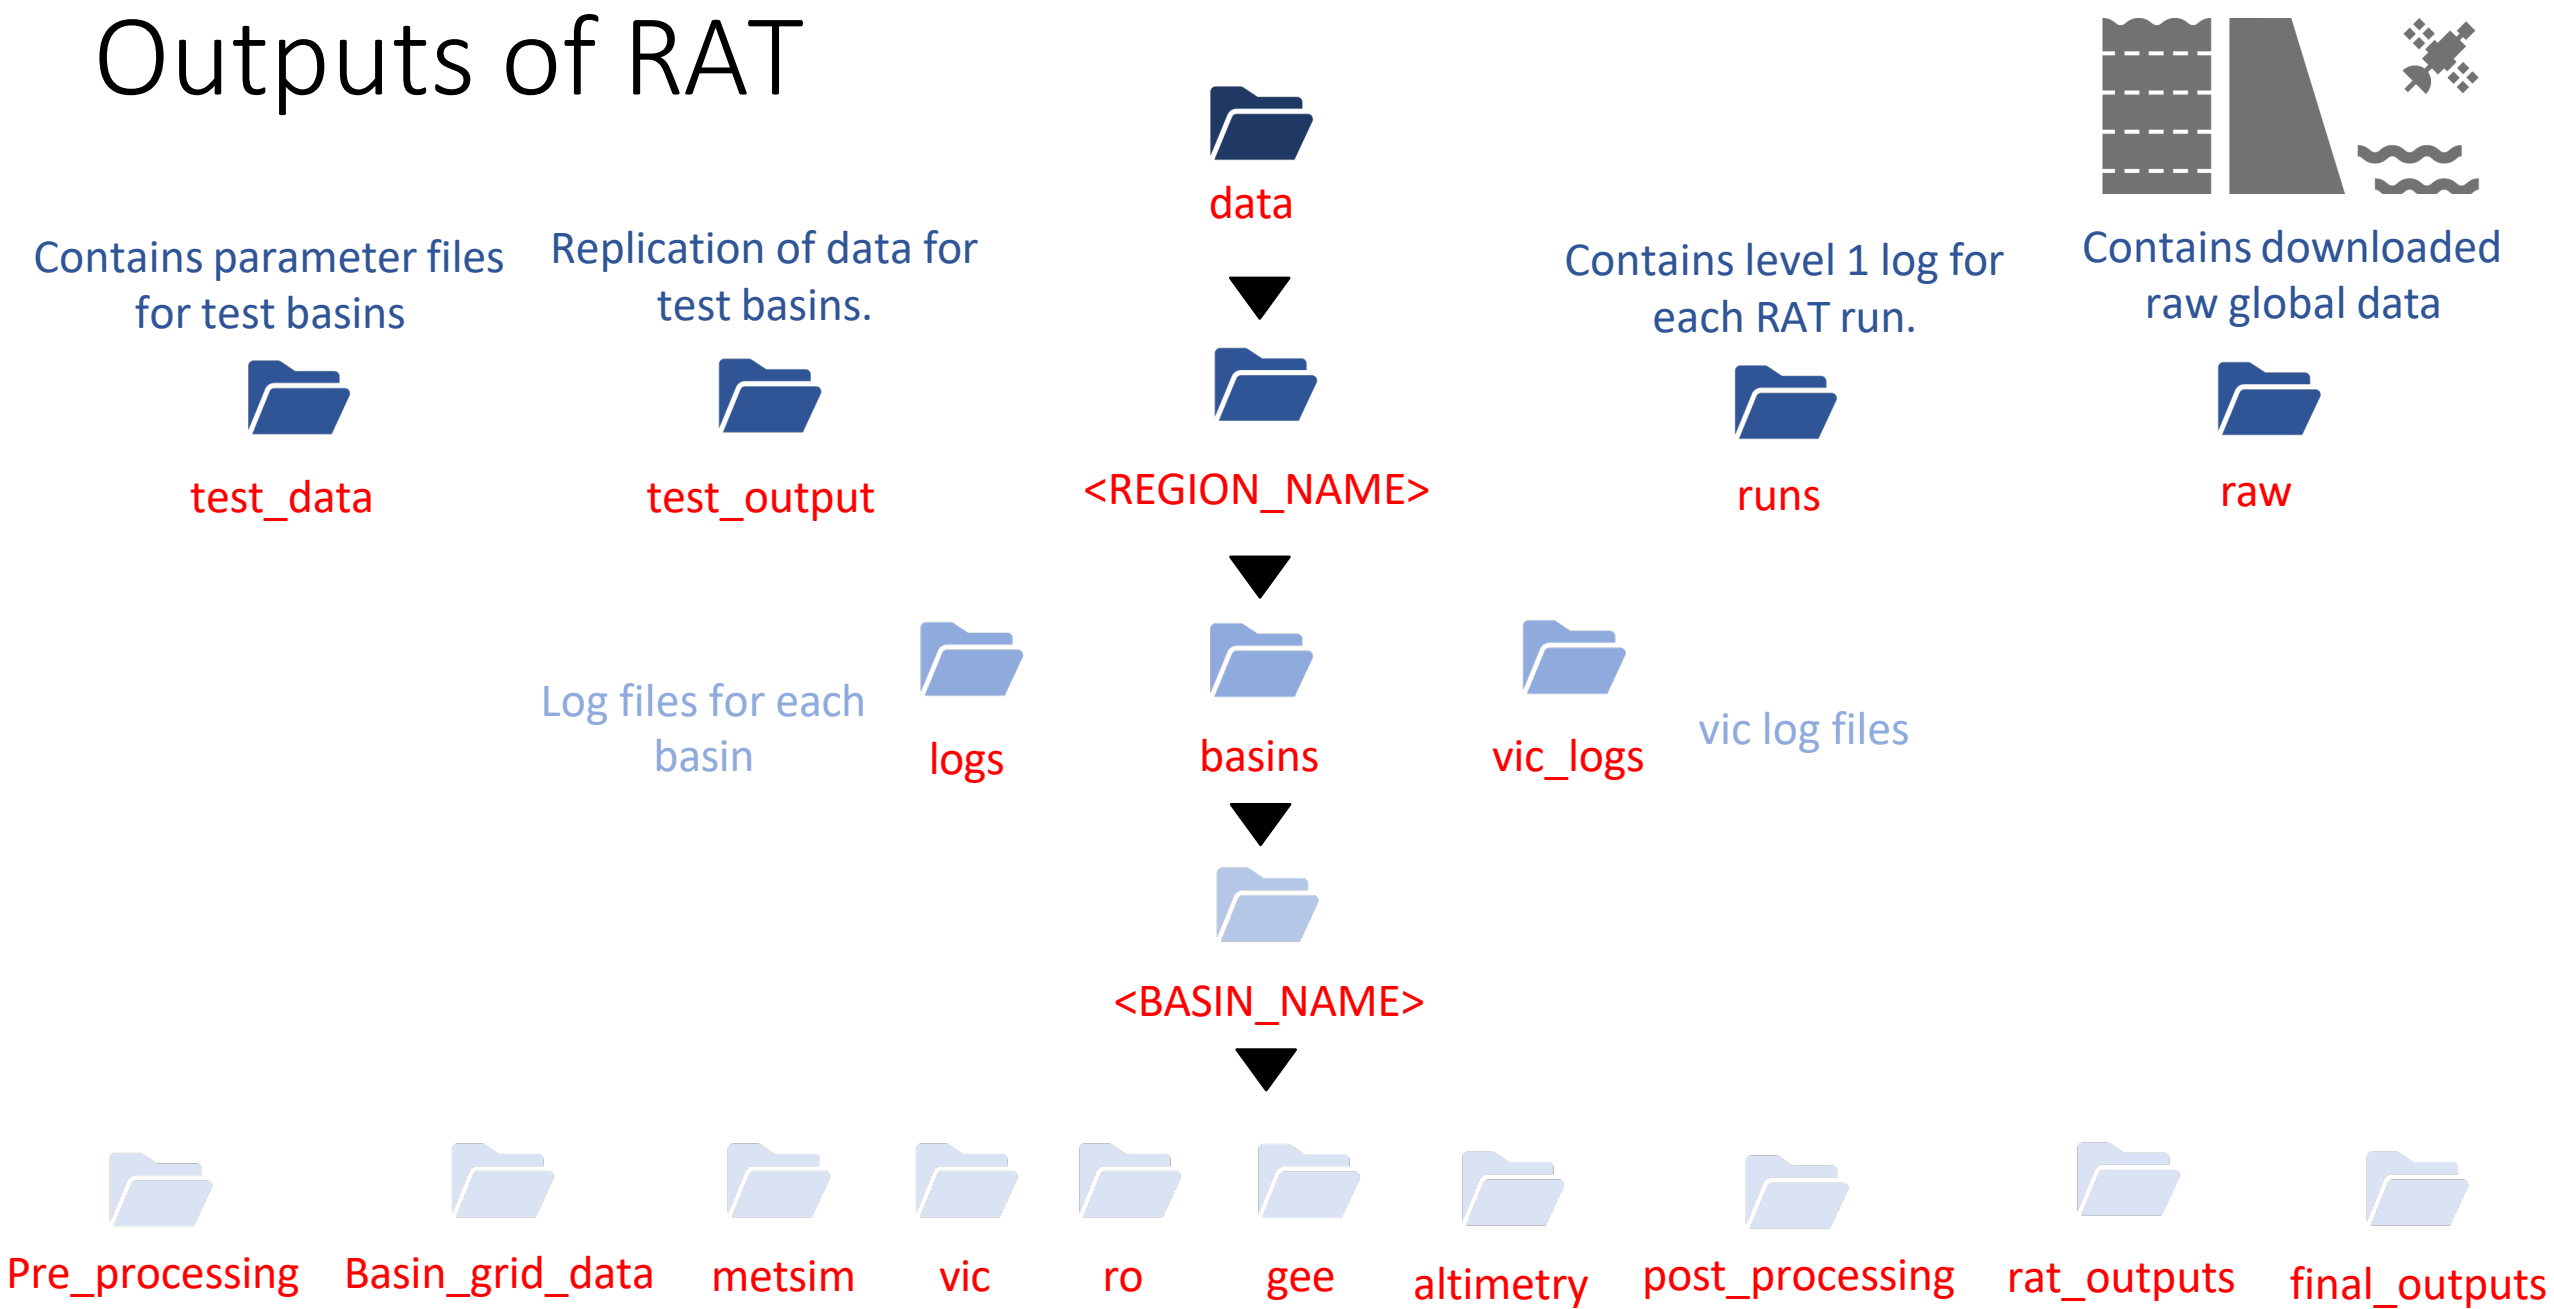 Outputs of RAT
data
Contains parameter files
for test basins
Replication of data for
test basins.
Contains level 1 log for
each RAT run.
Contains downloaded
raw global data
test_data
test_output
<REGION_NAME>
runs
raw
Log files for each
basin
logs
basins
vic_logs
vic log files
<BASIN_NAME>
Pre_processing
Basin_grid_data
metsim
vic
ro
gee
altimetry
post_processing
rat_outputs
final_outputs